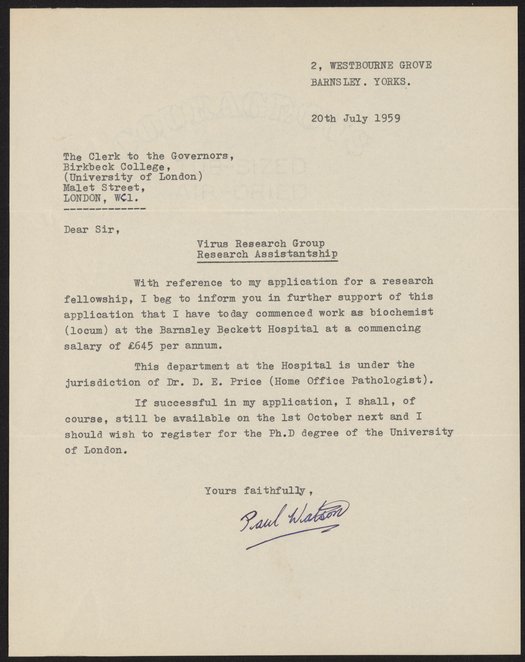 2, WESTBOURNE GROVE
BARNSLEY. YORKS.
20th July 1959
The Clerk to the Governors,
Birkbeck College,
(University of London)
Malet Street,
LONDON, WC1.
Dear Sir,
Virus Research Group
Research Assistantship
With reference to my application for a research
fellowship, I beg to inform you in further support of this
application that I have today commenced work as biochemist
(locum) at the Barnsley Beckett Hospital at a commencing
salary of £645 per annum.
This department at the Hospital is under the
jurisdiction of Dr. D. E. Price (Home Office Pathologist).
If successful in my application, I shall, of
course, still be available on the 1st October next and I
should wish to register for the Ph.D degree of the University
of London.
Yours faithfully,
Paul Watson